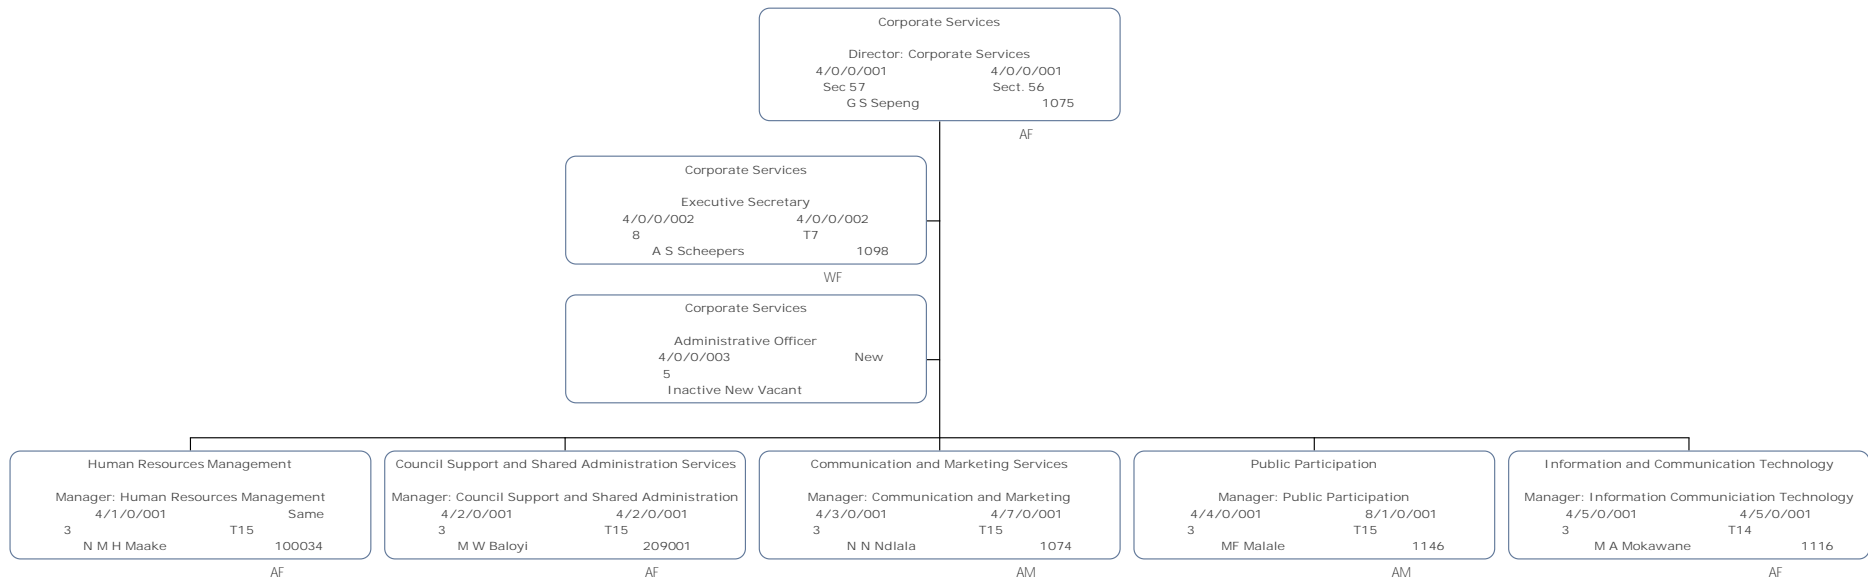 Corporate Services
Director: Corporate Services
4/0/0/001 4/0/0/001
Sec 57 Sect. 56
G S Sepeng 1075
AF
Corporate Services
Executive Secretary
4/0/0/002 4/0/0/002
8 T7
A S Scheepers 1098
WF
Corporate Services
Administrative Officer
4/0/0/003 New
5
Inactive New Vacant
Human Resources Management
Manager: Human Resources Management
4/1/0/001 Same
3 T15
N M H Maake 100034
AF
Council Support and Shared Administration Services
Manager: Council Support and Shared Administration
4/2/0/001 4/2/0/001
3 T15
M W Baloyi 209001
AF
Communication and Marketing Services
Manager: Communication and Marketing
4/3/0/001 4/7/0/001
3 T15
N N Ndlala 1074
AM
Public Participation
Manager: Public Participation
4/4/0/001 8/1/0/001
3 T15
MF Malale 1146
AM
Information and Communication Technology
Manager: Information Communiciation Technology
4/5/0/001 4/5/0/001
3 T14
M A Mokawane 1116
AF